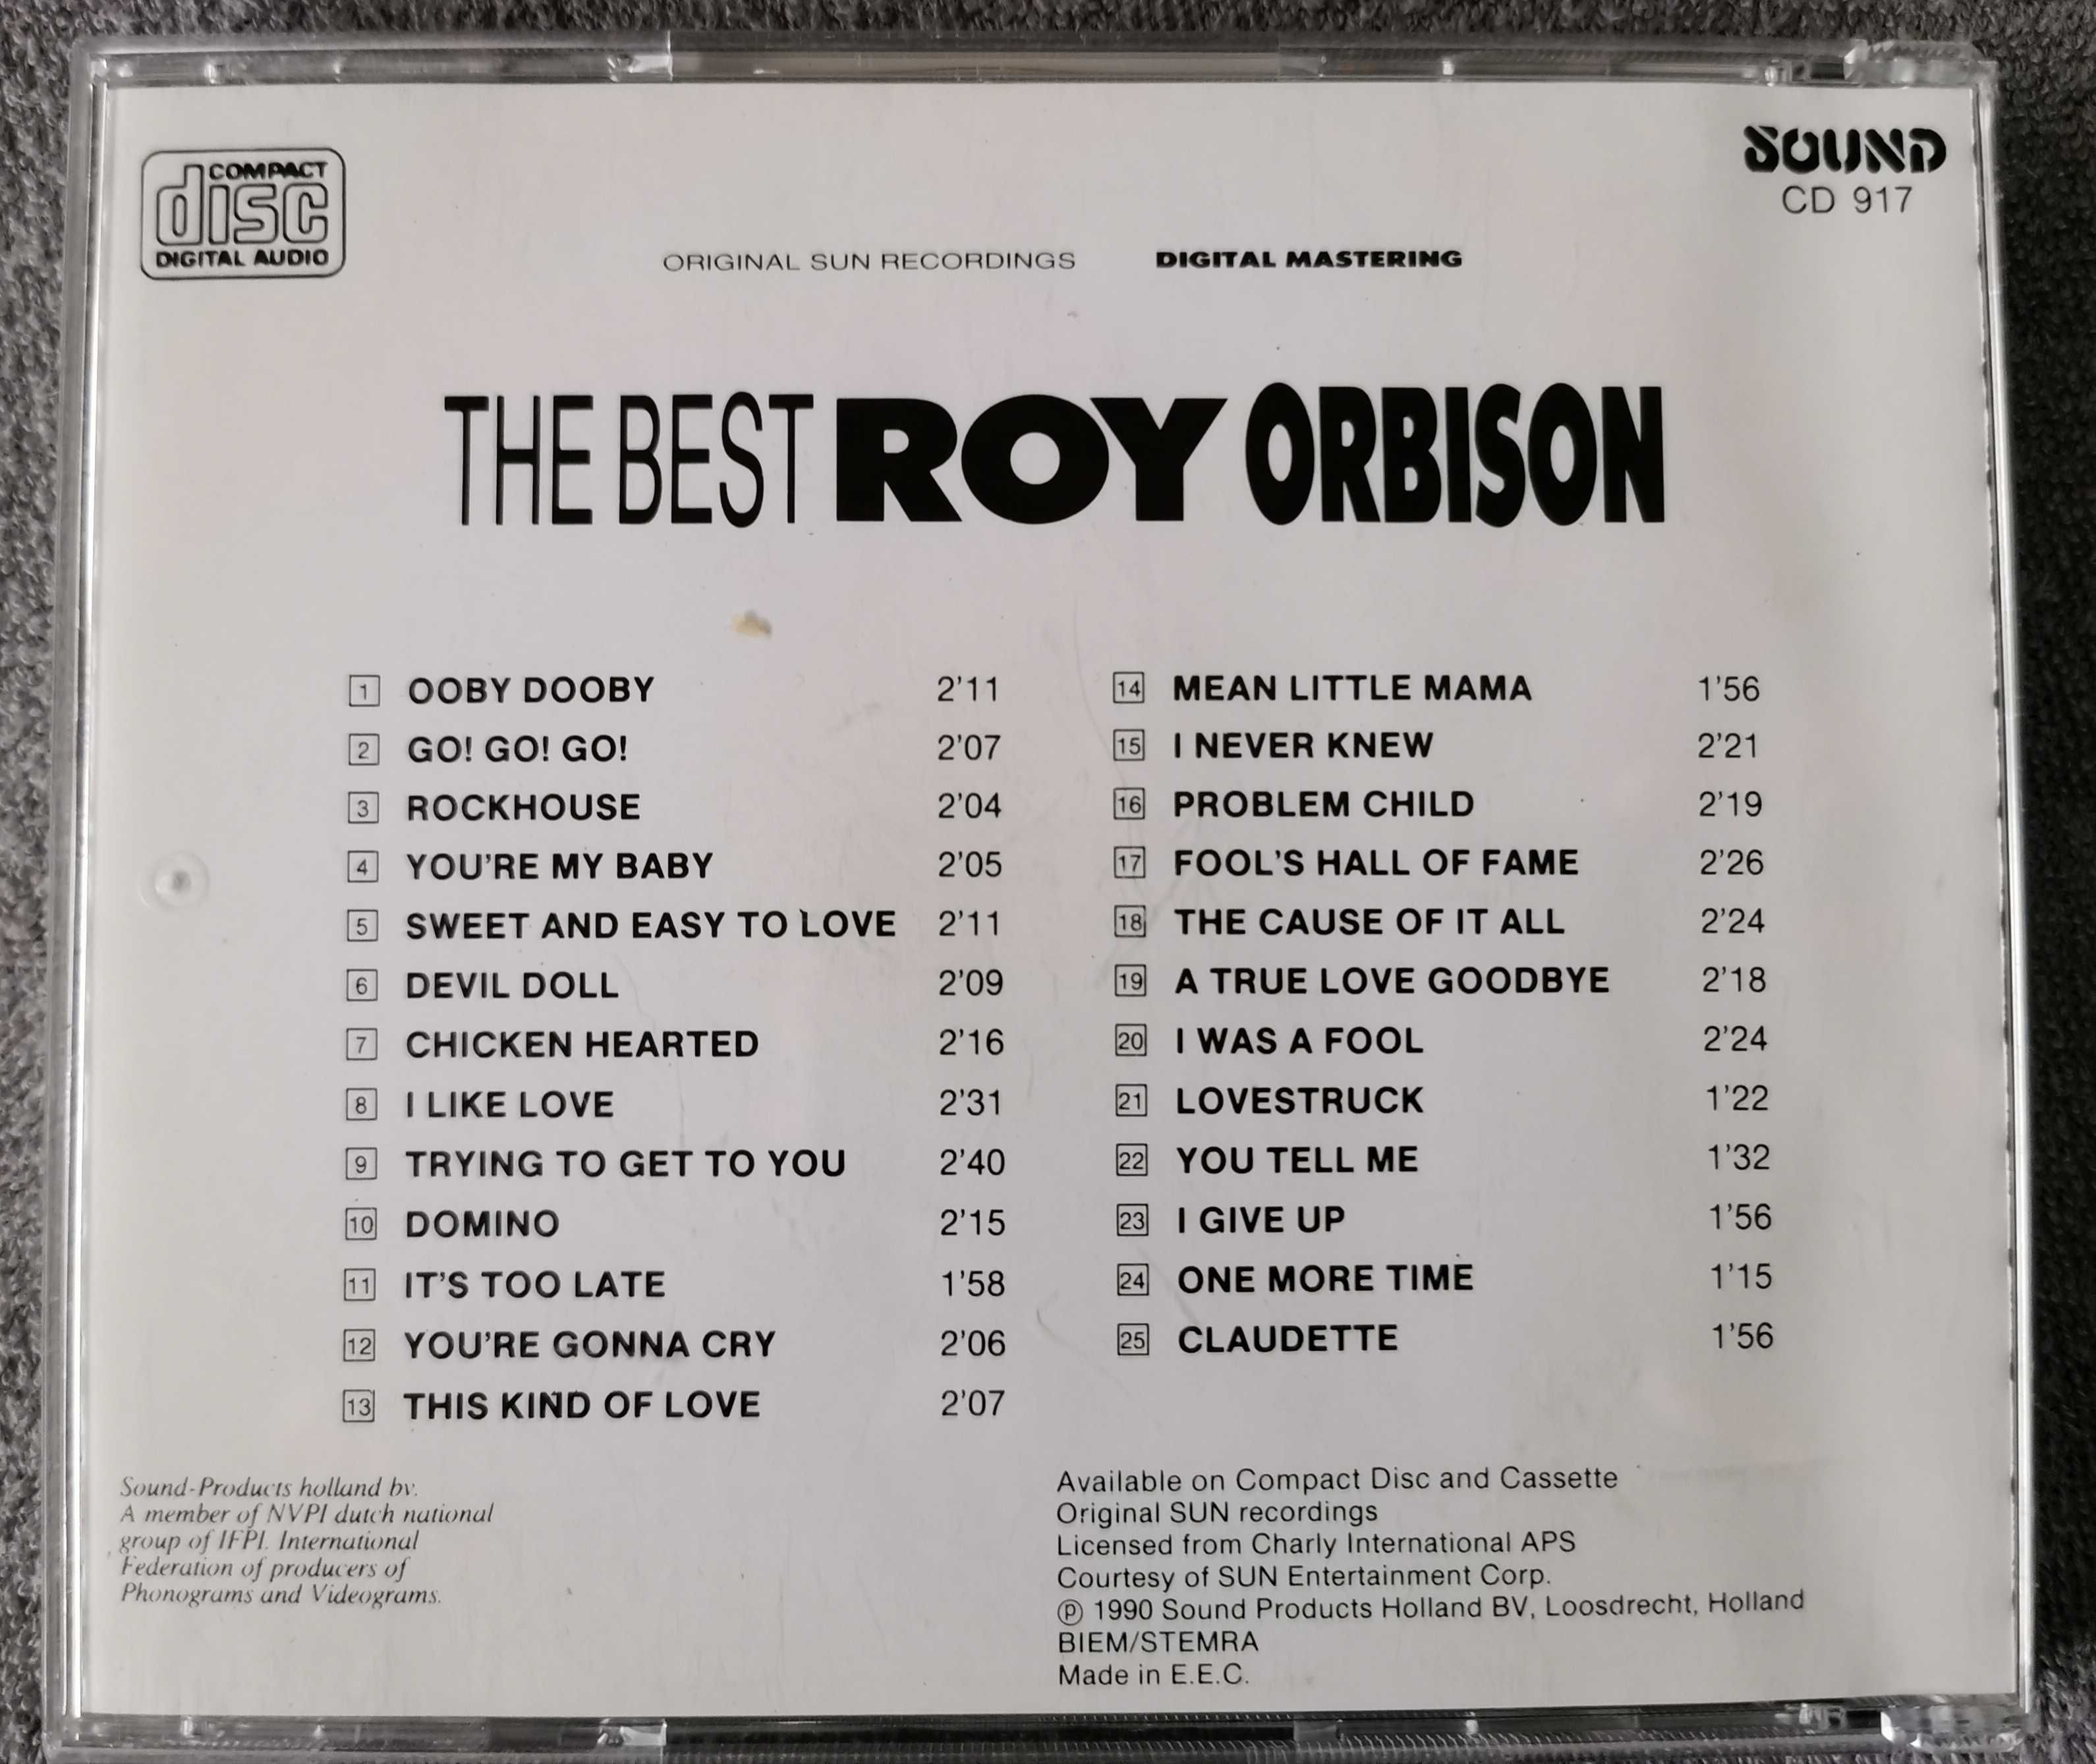 COMPACT
disc
DIGITAL AUDIO
SOUND
CD 917
ORIGINAL SUN RECORDINGS DIGITAL MASTERING
THE BEST ROY ORBISON
1 OOBY DOOBY 2'11
2 GO! GO! GO! 2'07
3 ROCKHOUSE 2'04
4 YOU'RE MY BABY 2'05
5 SWEET AND EASY TO LOVE 2'11
6 DEVIL DOLL 2'09
7 CHICKEN HEARTED 2'16
8 I LIKE LOVE 2'31
9 TRYING TO GET TO YOU 2'40
10 DOMINO 2'15
11 IT'S TOO LATE 1'58
12 YOU'RE GONNA CRY 2'06
13 THIS KIND OF LOVE 2'07
14 MEAN LITTLE MAMA 1'56
15 I NEVER KNEW 2'21
16 PROBLEM CHILD 2'19
17 FOOL'S HALL OF FAME 2'26
18 THE CAUSE OF IT ALL 2'24
19 A TRUE LOVE GOODBYE 2'18
20 I WAS A FOOL 2'24
21 LOVESTRUCK 1'22
22 YOU TELL ME 1'32
23 I GIVE UP 1'56
24 ONE MORE TIME 1'15
25 CLAUDETTE 1'56
Sound-Products holland bv.
A member of NVPI dutch national
group of IFPI. International
Federation of producers of
Phonograms and Videograms.
Available on Compact Disc and Cassette
Original SUN recordings
Licensed from Charly International APS
Courtesy of SUN Entertainment Corp.
℗ 1990 Sound Products Holland BV, Loosdrecht, Holland
BIEM/STEMRA
Made in E.E.C.